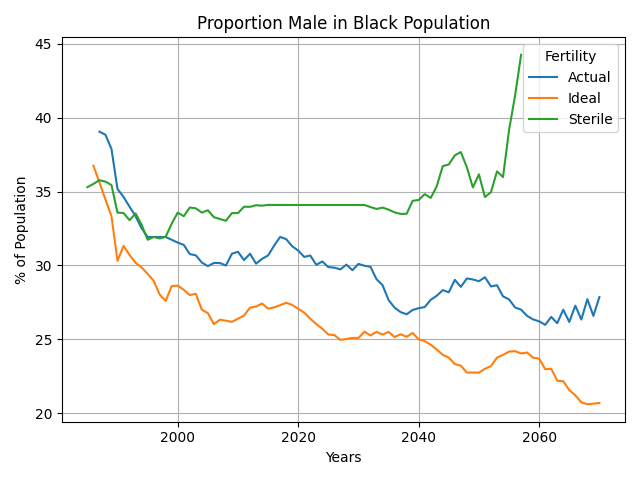 Proportion Male in Black Population
45
40
35
30
25
20
% of Population
2000
2020
2040
2060
Years
Fertility
Actual
Ideal
Sterile